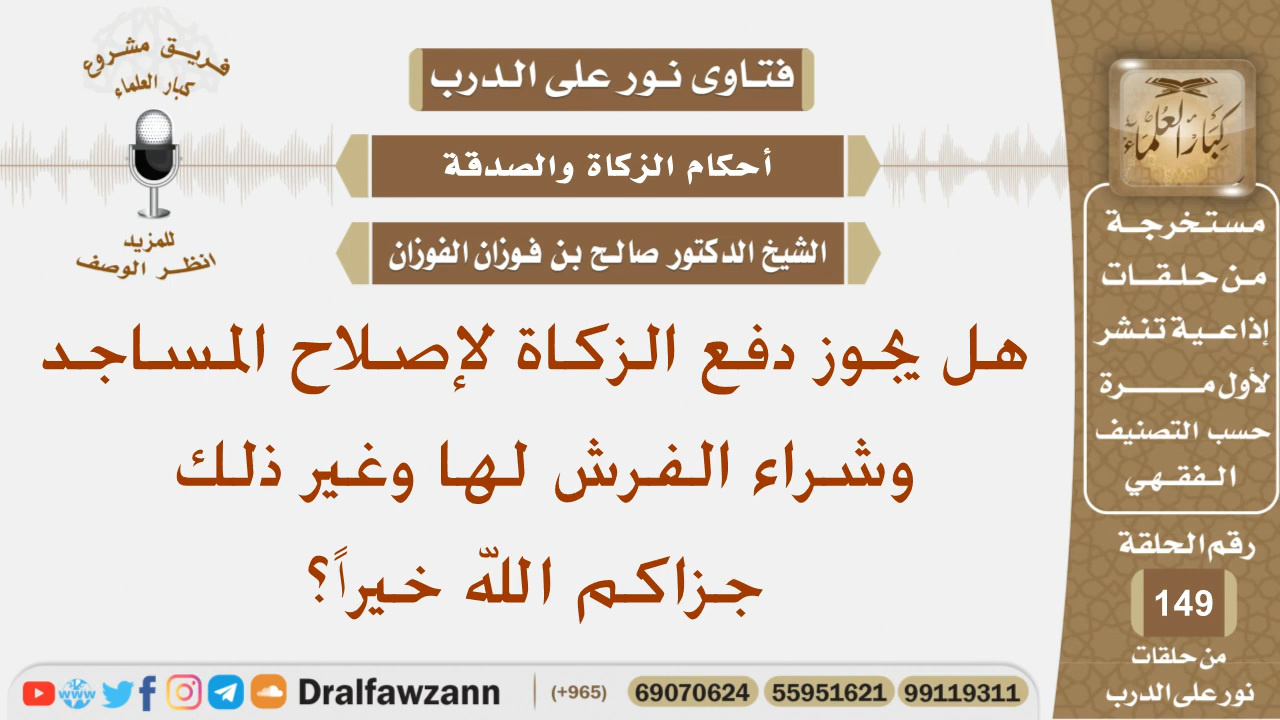 فريق مشروع
كبار العلماء
للمزيد
انظر الوصف
فتاوى نور على الدرب
أحكام الزكاة والصدقة
الشيخ الدكتور صالح بن فوزان الفوزان
هل يجوز دفع الزكاة لإصلاح المساجد
وشراء الفرش لها وغير ذلك
جزاكم الله خيراً؟
كبار العلماء
مستخرجة
من حلقات
إذاعية تنشر
لأول مرة
حسب التصنيف
الفقهي
رقم الحلقة
149
من حلقات
نور على الدرب
Dralfawzann (+965) 69070624 55951621 99119311